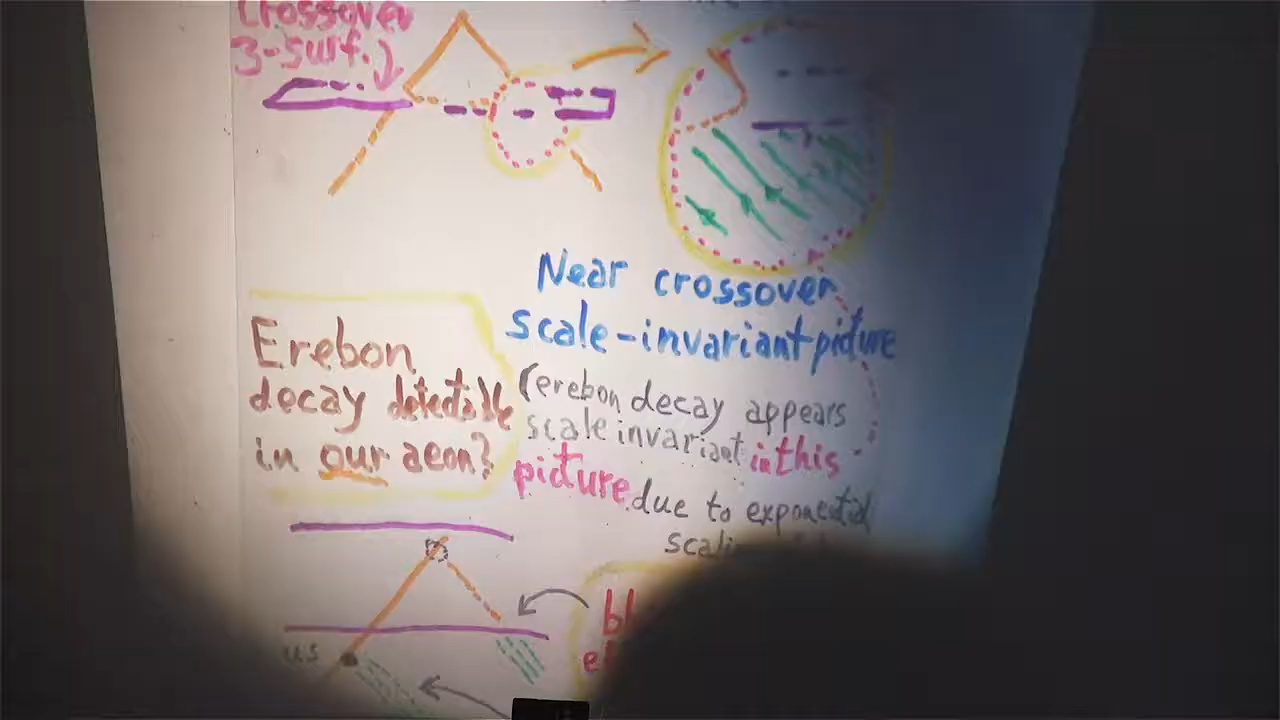 crossover
3-surf.
Near crossover
scale-invariant picture
(erebon decay appears
scale invariant in this
picture due to exponential
Erebon
decay detectable
in our aeon?
us